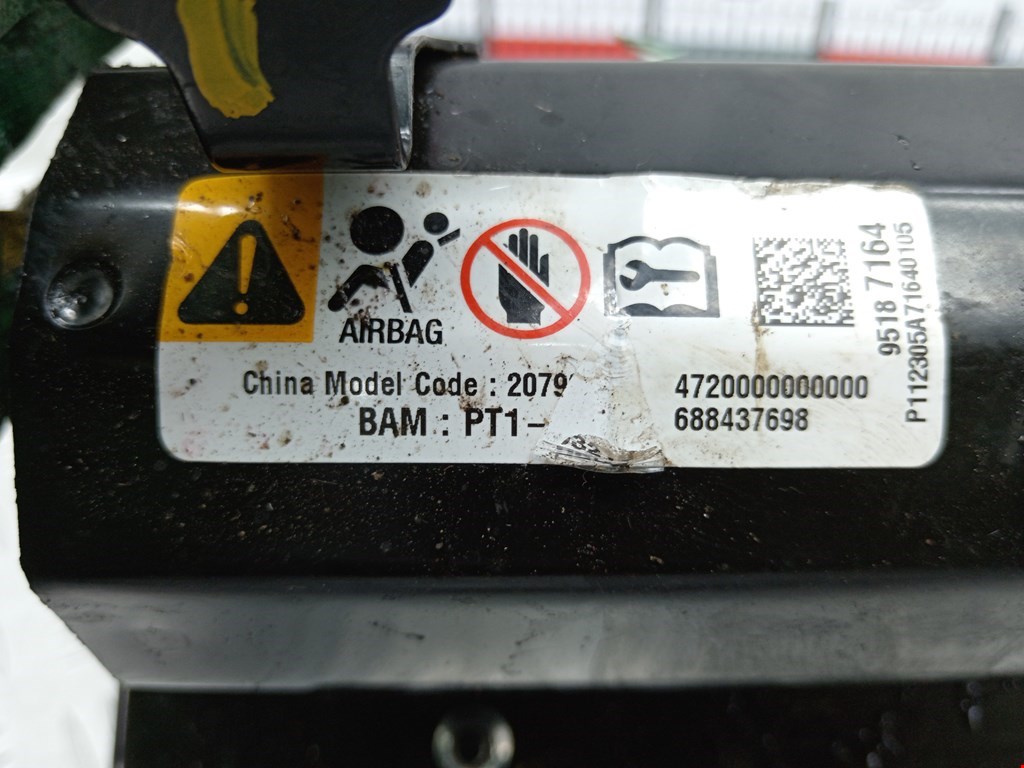 AIRBAG
China Model Code : 2079
BAM : PT1-
4720000000000
688437698
9518 7164
P112305A71640105